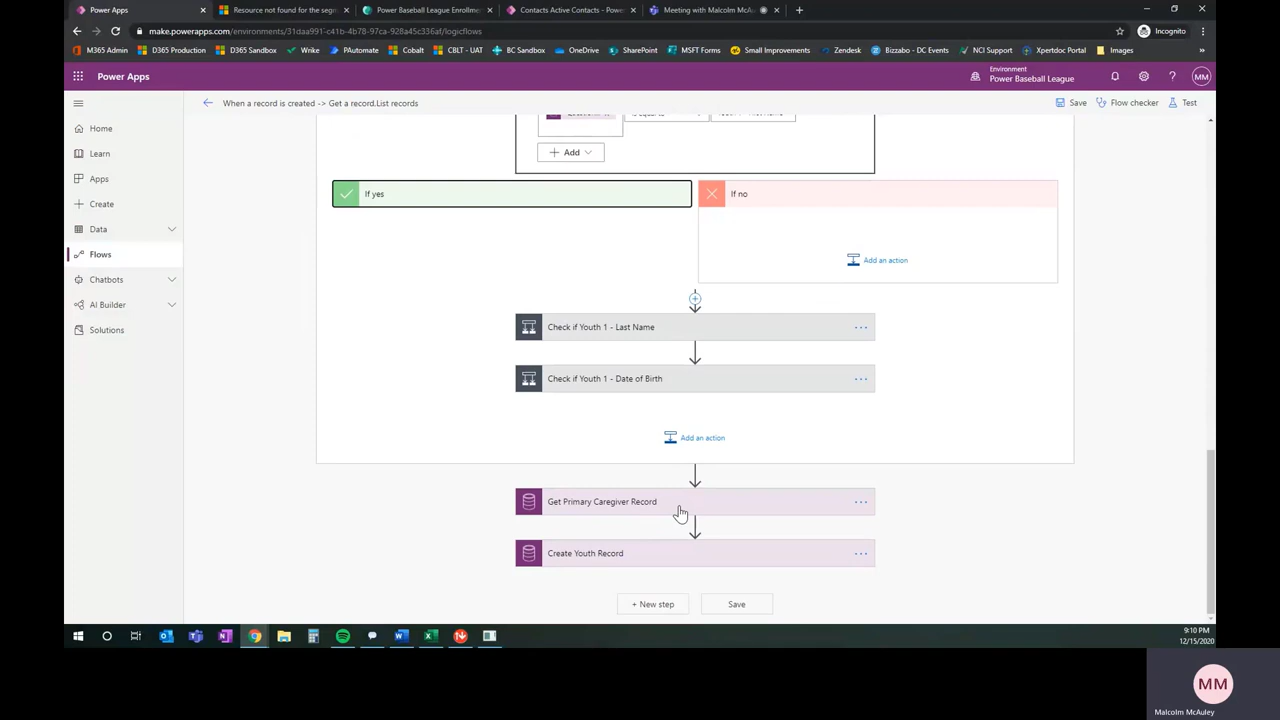 Power Apps
Resource not found for the seg
Power Baseball League Enrollme
Contacts Active Contacts - Pow
Meeting with Malcolm McAu
make.powerapps.com/environments/31daa991-c41b-4b78-97ca-928a45c336af/logicflows
Incognito
M365 Admin
D365 Production
D365 Sandbox
Wrike
PAutomate
Cobalt
CBLT - UAT
BC Sandbox
OneDrive
SharePoint
MSFT Forms
Small Improvements
Zendesk
Bizzabo - DC Events
NCI Support
Xpertdoc Portal
Images
Power Apps
Environment
Power Baseball League
MM
When a record is created -> Get a record.List records
Save
Flow checker
Test
Home
Learn
Apps
Create
Data
Flows
Chatbots
AI Builder
Solutions
Add
If yes
If no
Add an action
Check if Youth 1 - Last Name
Check if Youth 1 - Date of Birth
Add an action
Get Primary Caregiver Record
Create Youth Record
+ New step
Save
9:10 PM
12/15/2020
MM
Malcolm McAuley